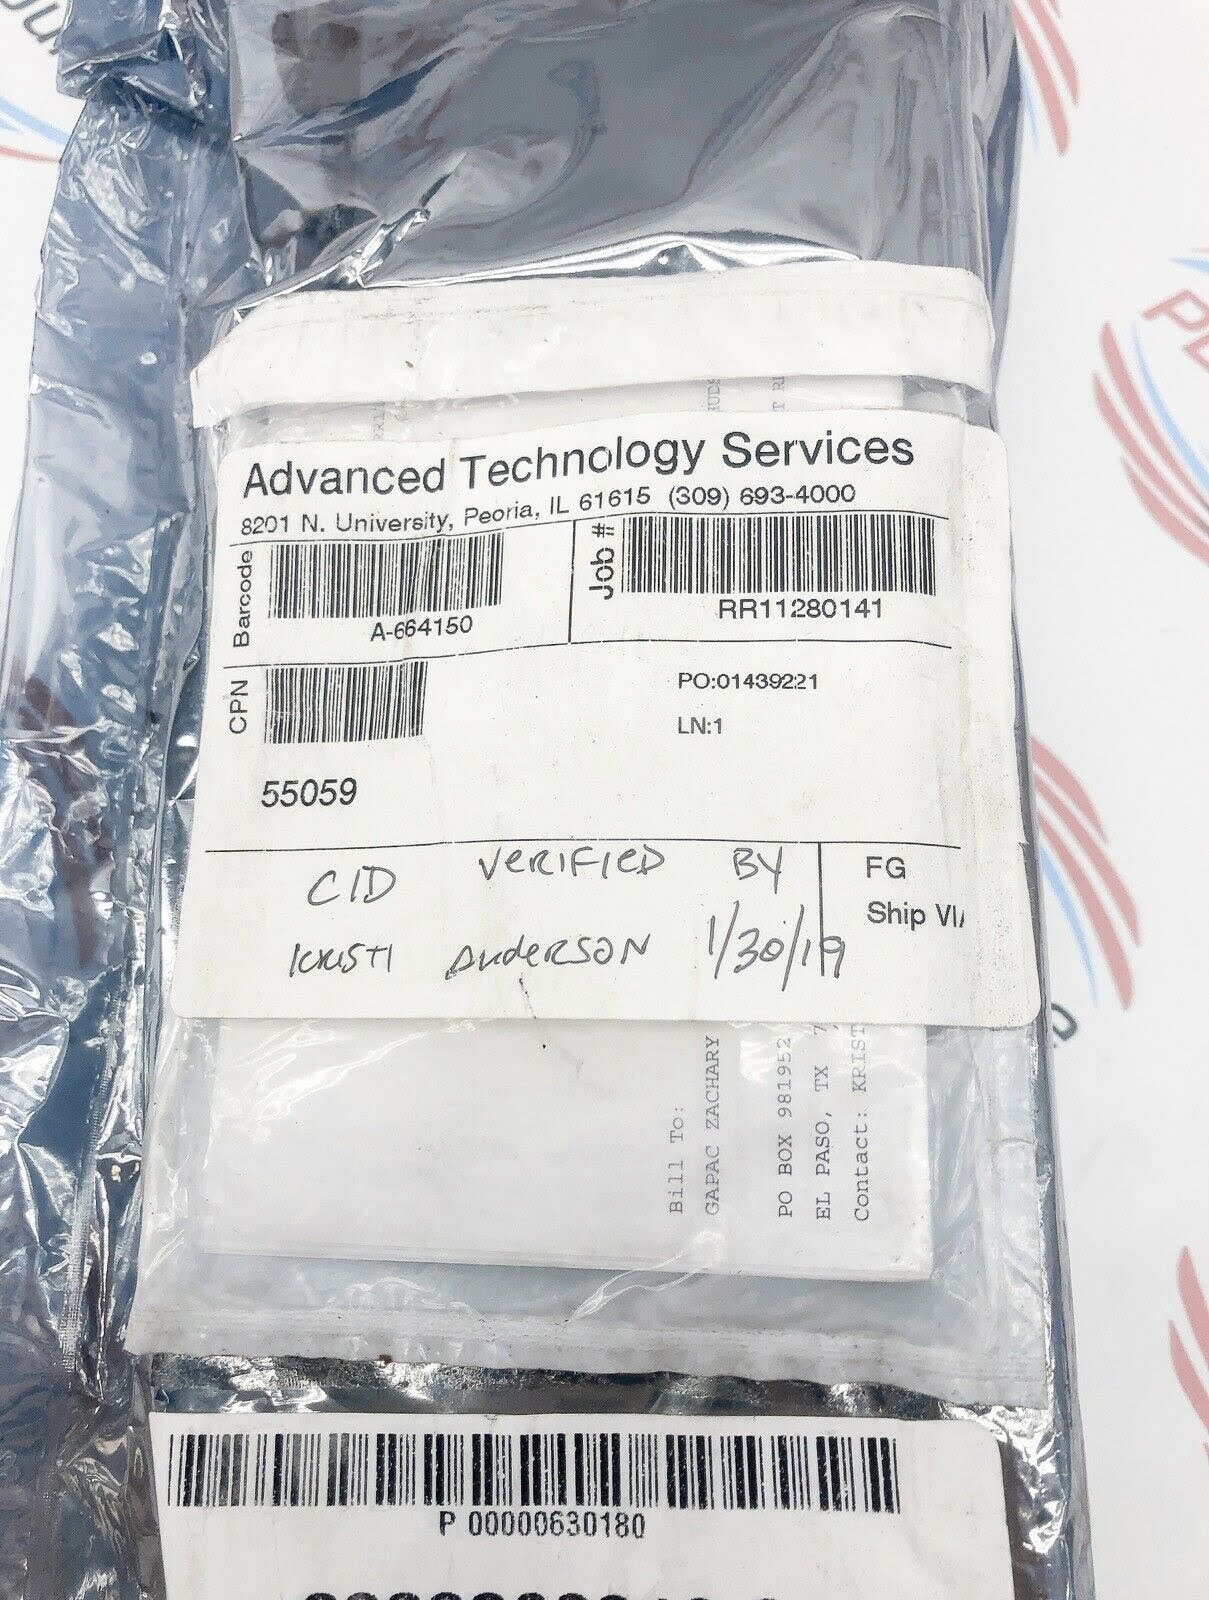 Advanced Technology Services
8201 N. University, Peoria, IL 61615 (309) 693-4000
Barcode
A-664150
Job #
RR11280141
CPN
55059
PO:01439221
LN:1
CID VERIFIED BY
KRISTI ANDERSON 1/30/19
FG
Ship VIA
Bill To:
GAPAC ZACHARY
PO BOX 981952
EL PASO, TX 7
Contact: KRIST
P 00000630180